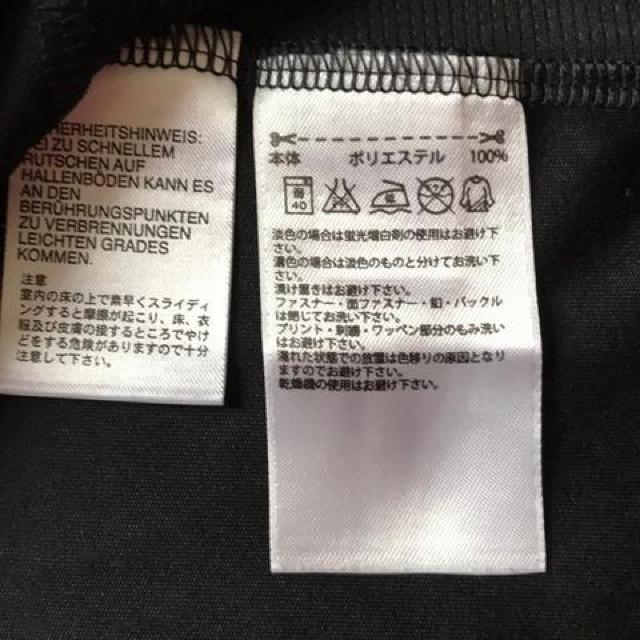 SICHERHEITSHINWEIS:
BEI ZU SCHNELLEM
RUTSCHEN AUF
HALLENBÖDEN KANN ES
AN DEN
BERÜHRUNGSPUNKTEN
ZU VERBRENNUNGEN
LEICHTEN GRADES
KOMMEN.
注意
室内の床の上で素早くスライディ
ングすると摩擦が起こり、床、衣
服及び皮膚の接するところでやけ
どをする危険がありますので十分
注意して下さい。
本体 ポリエステル 100%
弱
40
低
淡色の場合は蛍光増白剤の使用はお避け下
さい。
濃色の場合は淡色のものと分けてお洗い下
さい。
漬け置きはお避け下さい。
ファスナー・面ファスナー・釦・バックル
は閉じてお洗い下さい。
プリント・刺繍・ワッペン部分のもみ洗い
はお避け下さい。
濡れた状態での放置は色移りの原因となり
ますのでお避け下さい。
乾燥機の使用はお避け下さい。